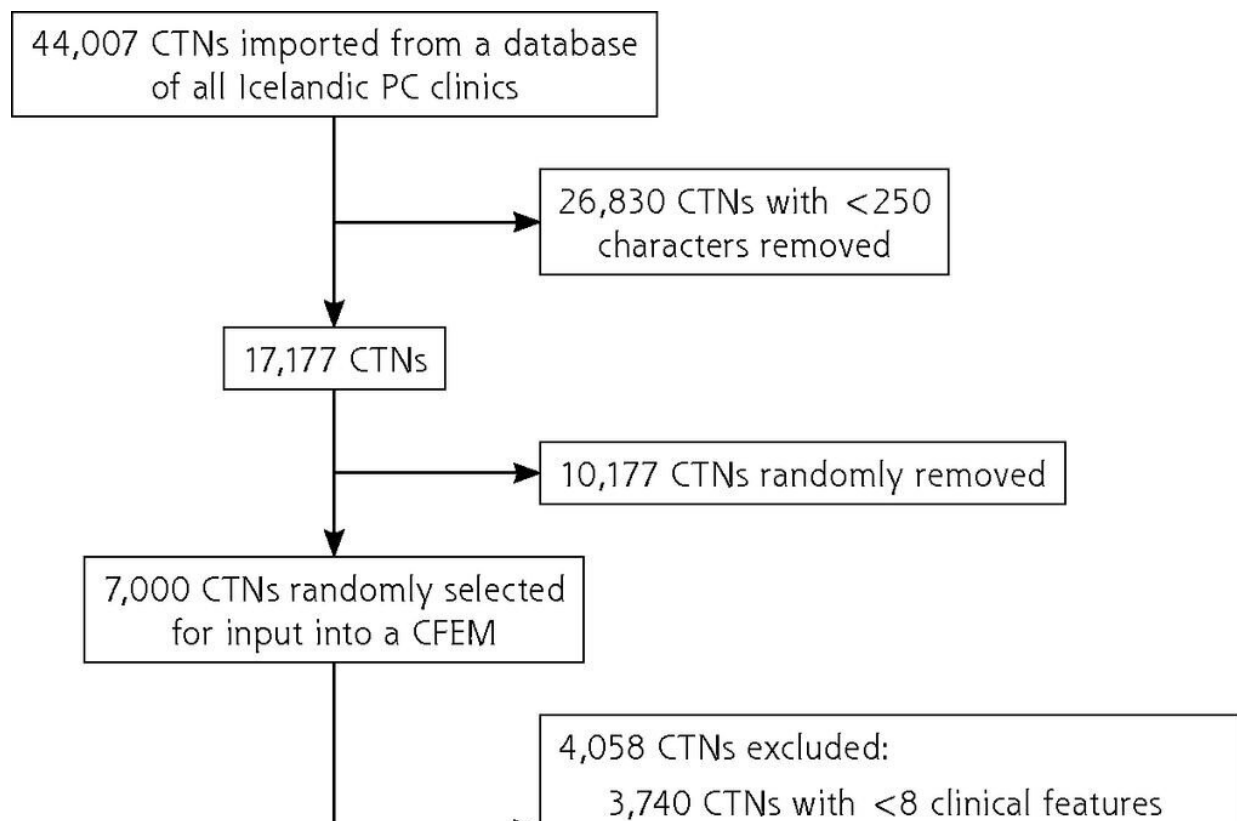 44,007 CTNs imported from a database
of all Icelandic PC clinics
26,830 CTNs with <250
characters removed
17,177 CTNs
10,177 CTNs randomly removed
7,000 CTNs randomly selected
for input into a CFEM
4,058 CTNs excluded:
3,740 CTNs with <8 clinical features